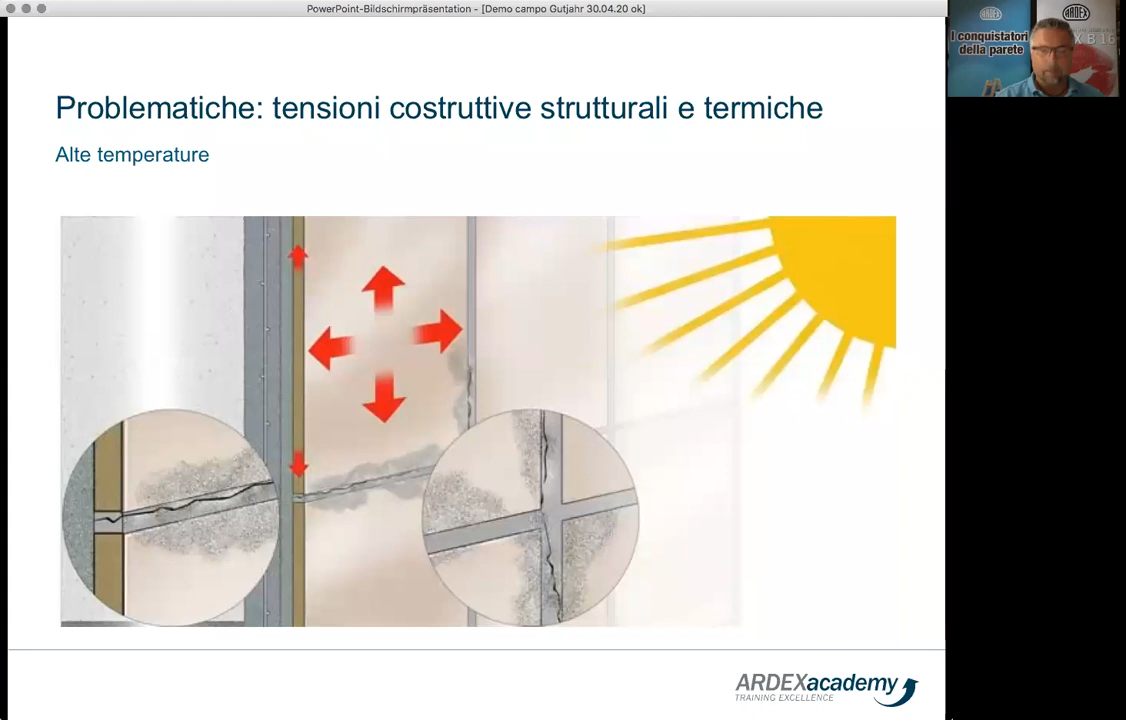 PowerPoint-Bildschirmpräsentation - [Demo campo Gutjahr 30.04.20 ok]
ARDEX
ARDEX
I conquistatori
della parete
X B 16
Problematiche: tensioni costruttive strutturali e termiche
Alte temperature
ARDEXacademy
TRAINING EXCELLENCE